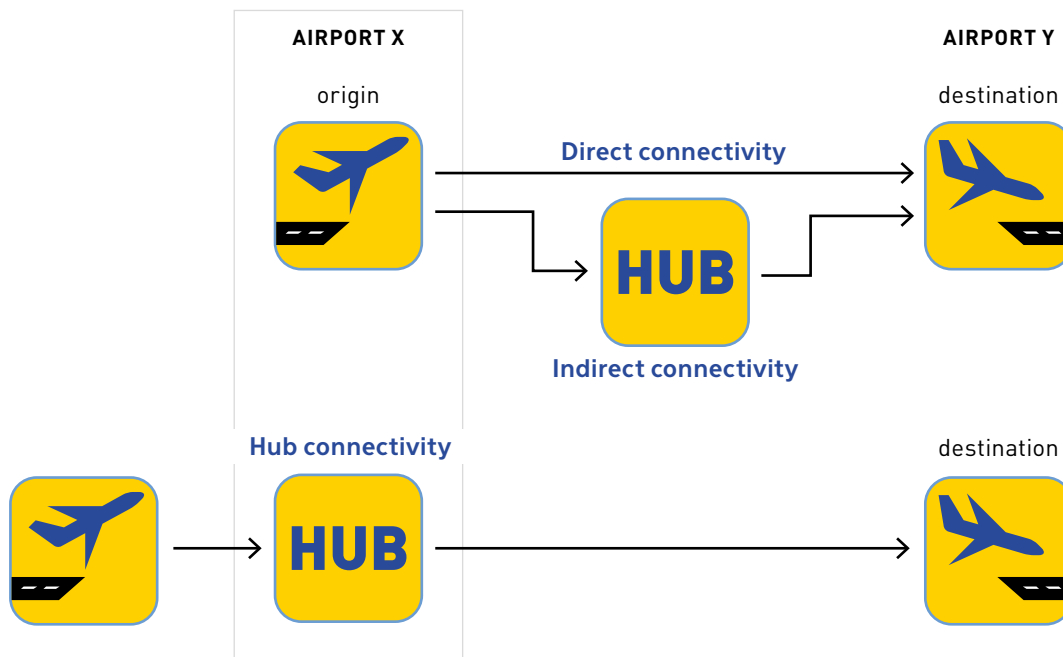 AIRPORT X
AIRPORT Y
origin
destination
Direct connectivity
HUB
Indirect connectivity
Hub connectivity
destination
HUB